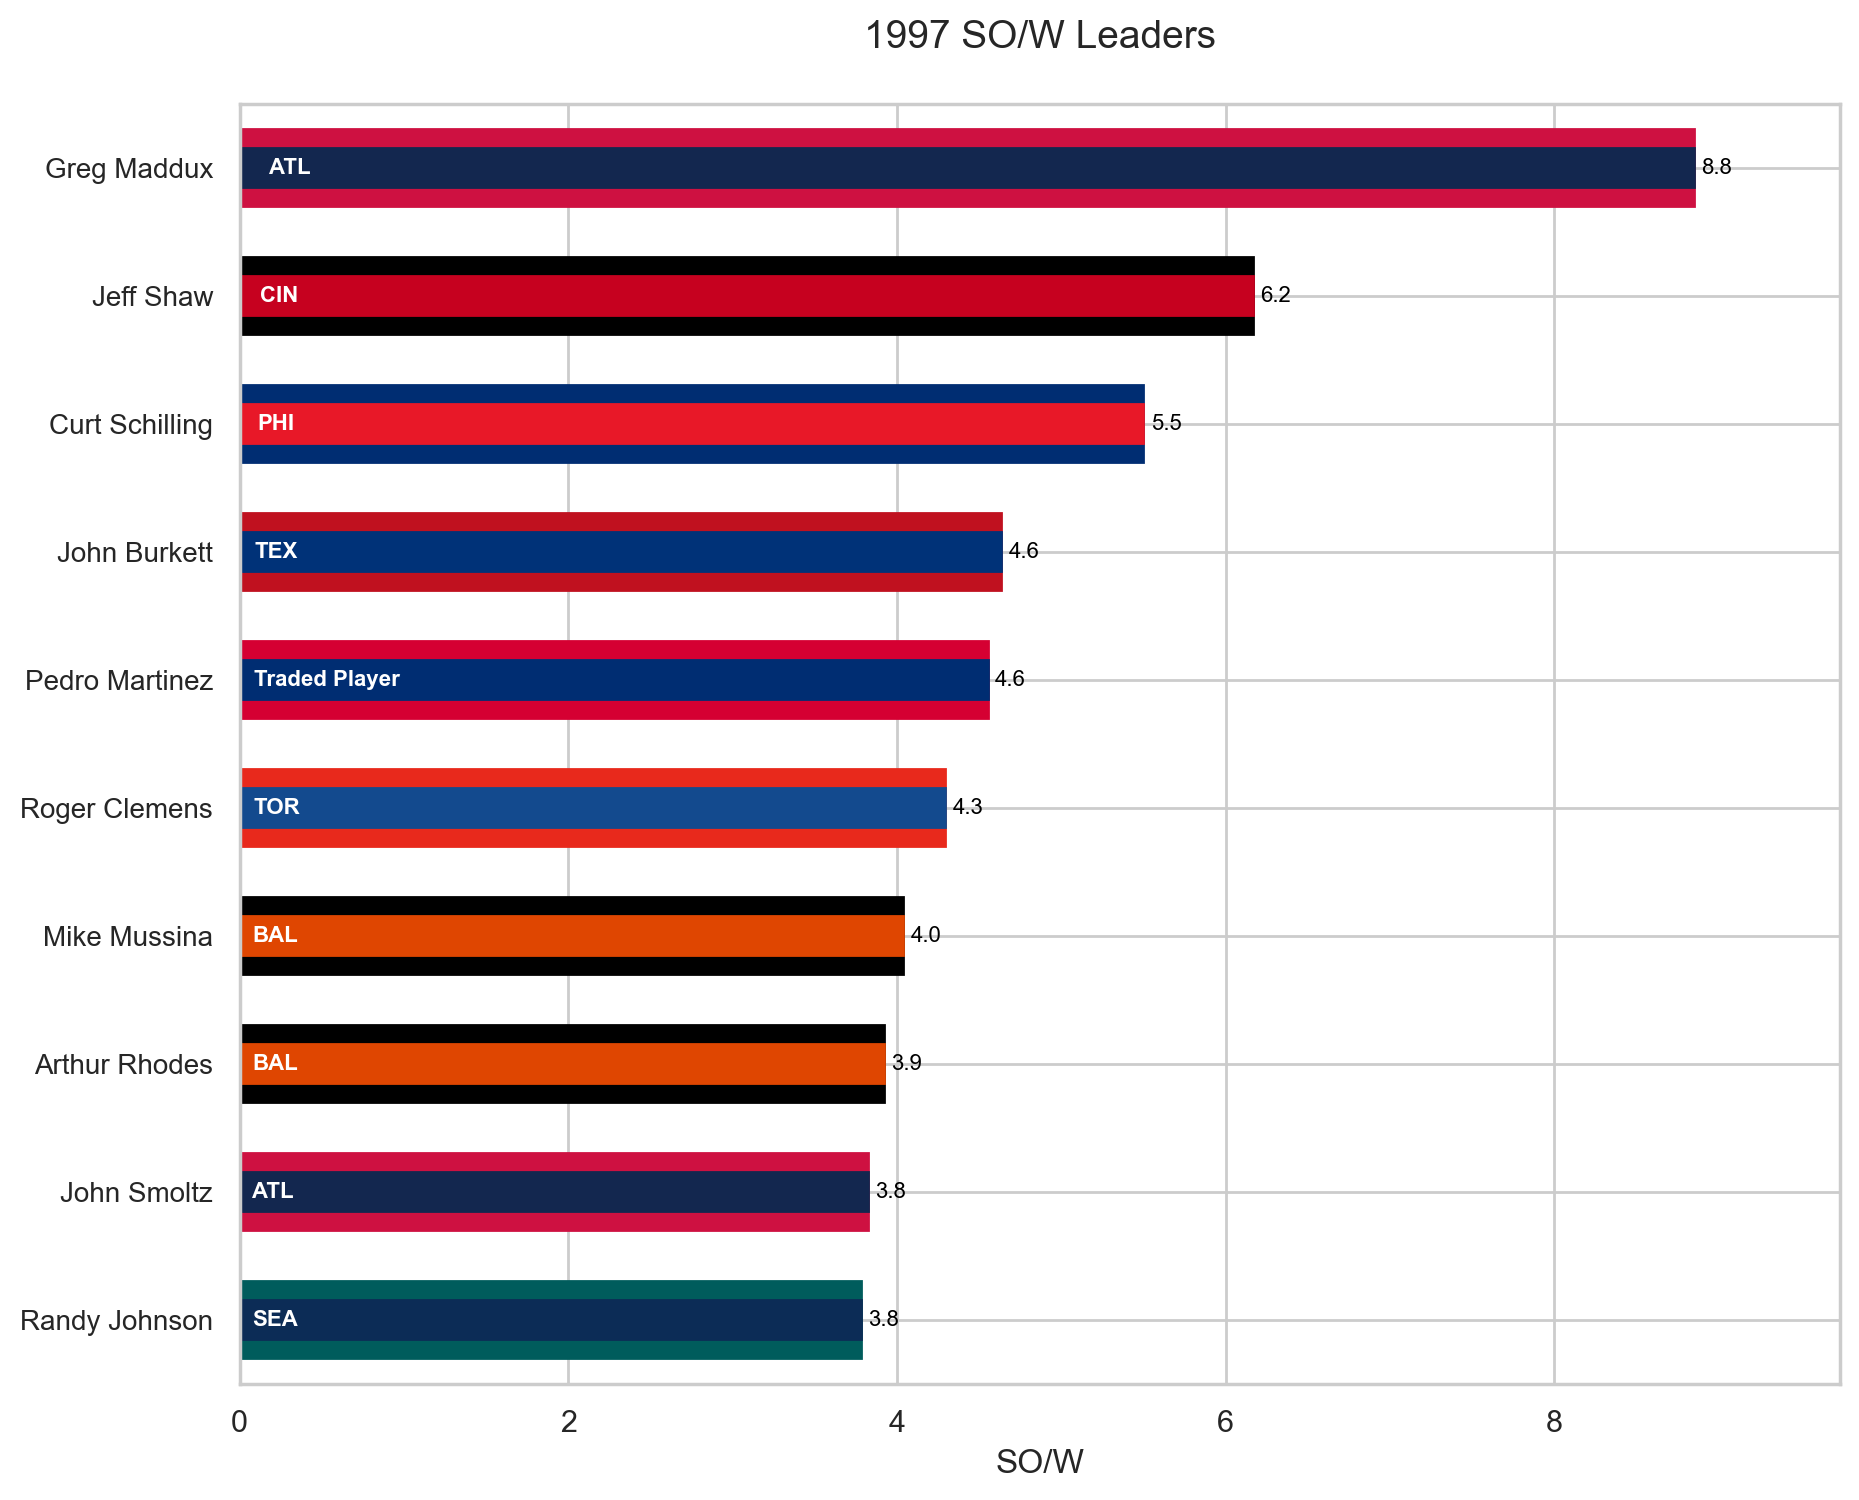 1997 SO/W Leaders
Greg Maddux ATL 8.8
Jeff Shaw CIN 6.2
Curt Schilling PHI 5.5
John Burkett TEX 4.6
Pedro Martinez Traded Player 4.6
Roger Clemens TOR 4.3
Mike Mussina BAL 4.0
Arthur Rhodes BAL 3.9
John Smoltz ATL 3.8
Randy Johnson SEA 3.8
0 2 4 6 8
SO/W